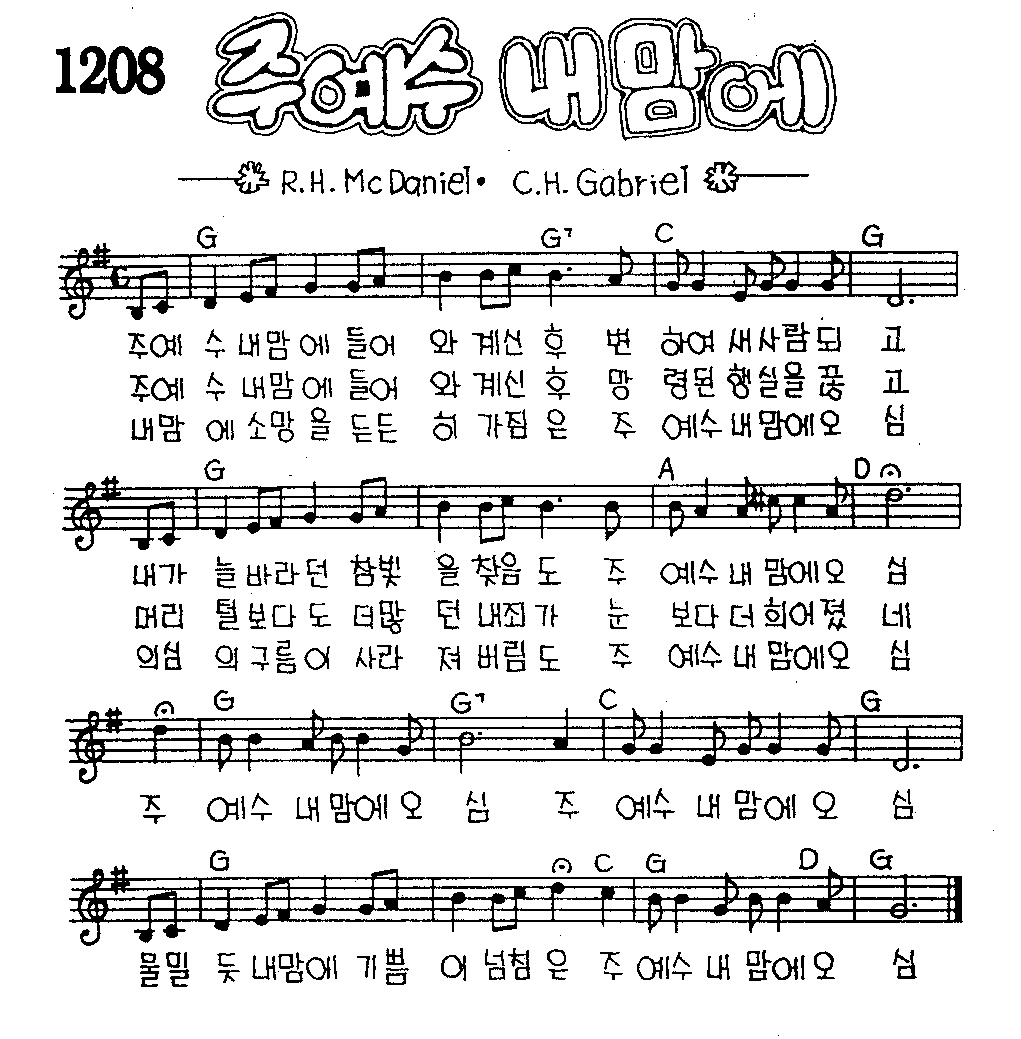 1208 주예수 내 맘에
R.H. McDaniel · C.H. Gabriel
G G7 C G
주예 수 내맘에 들어 와 계신 후 변 하여 새사람되 고
주예 수 내맘에 들어 와 계신 후 망 령된 행실을 끊 고
내맘 에 소망을 든든 히 가짐 은 주 예수 내 맘에오 심
G A D
내가 늘 바라던 참빛 을 찾음 도 주 예수 내 맘에오 심
머리 털 보다 도 더많 던 내죄 가 눈 보다 더 희어졌 네
의심 의 구름이 사라 져 버림 도 주 예수 내 맘에오 심
G G7 C G
주 예수 내 맘에 오 심 주 예수 내 맘에 오 심
G C G D G
물밀 듯 내맘에 기쁨 이 넘침 은 주 예수 내 맘에오 심